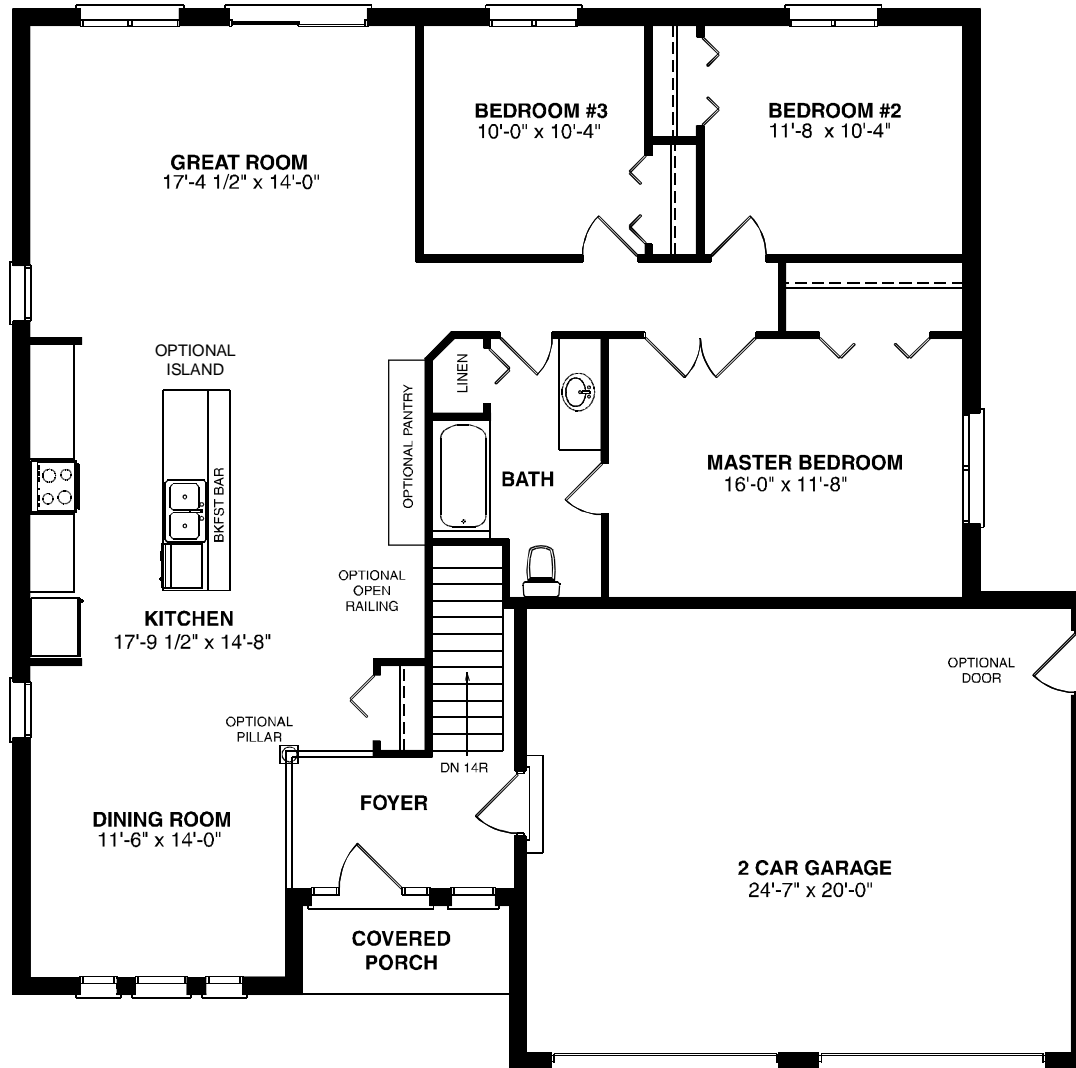 BEDROOM #3
10'-0" x 10'-4"
BEDROOM #2
11'-8 x 10'-4"
GREAT ROOM
17'-4 1/2" x 14'-0"
OPTIONAL
ISLAND
LINEN
OPTIONAL PANTRY
BKFST BAR
BATH
MASTER BEDROOM
16'-0" x 11'-8"
OPTIONAL
OPEN
RAILING
KITCHEN
17'-9 1/2" x 14'-8"
OPTIONAL
DOOR
OPTIONAL
PILLAR
DN 14R
FOYER
DINING ROOM
11'-6" x 14'-0"
2 CAR GARAGE
24'-7" x 20'-0"
COVERED
PORCH